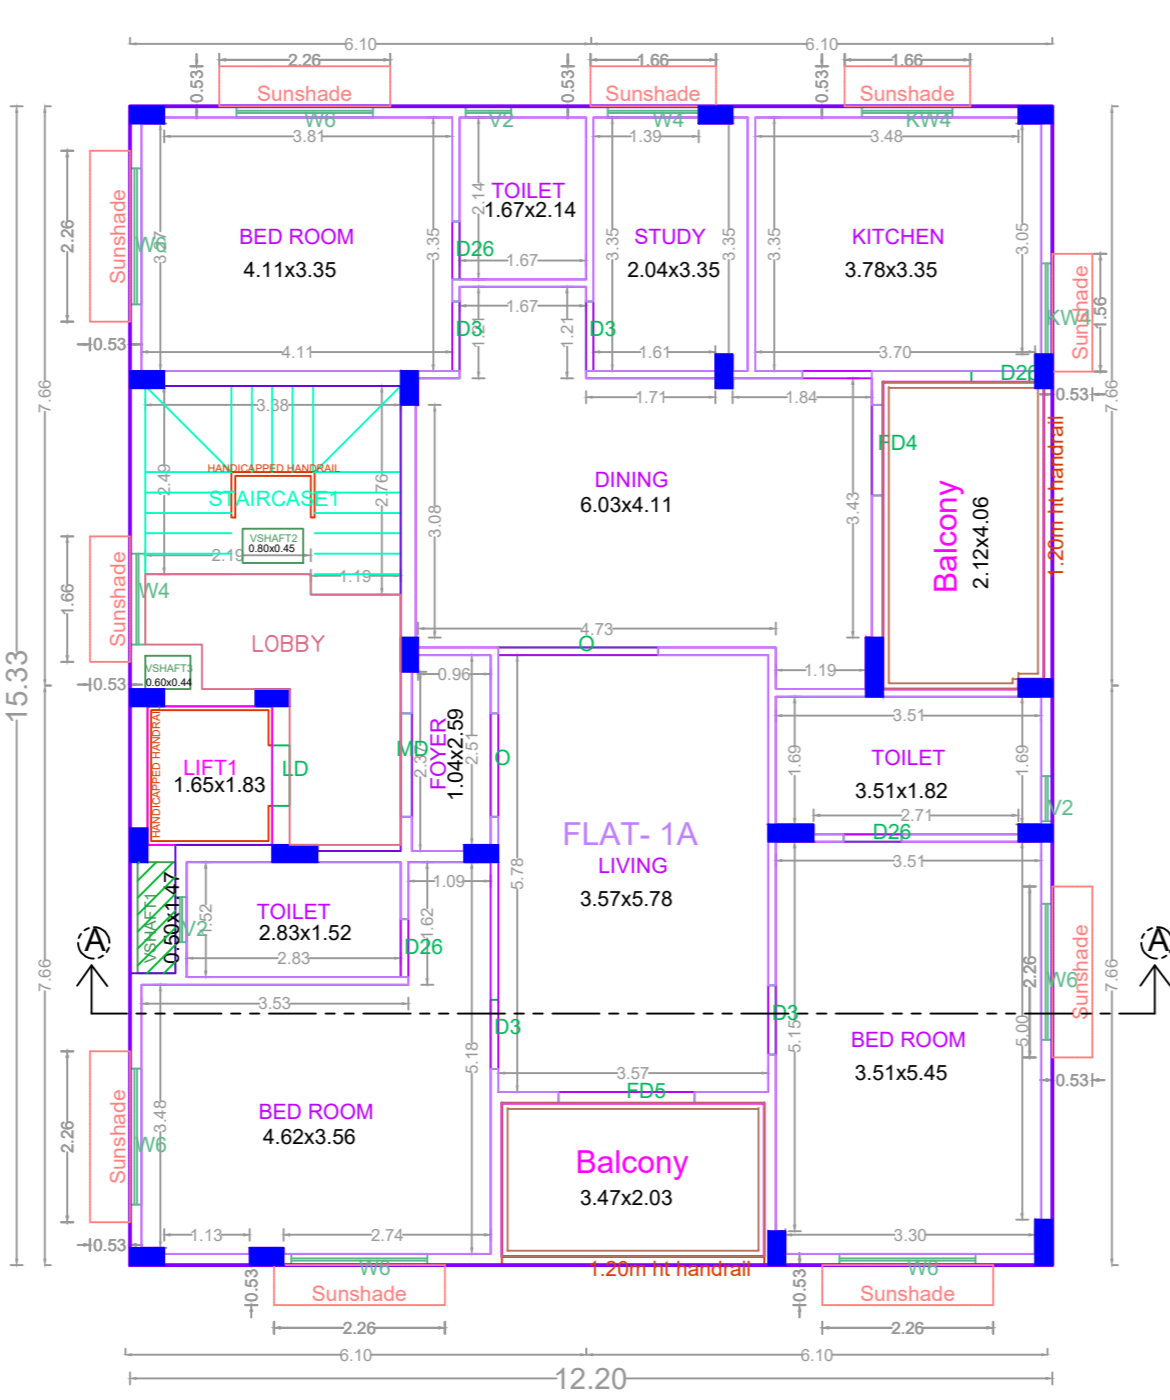 6.10
6.10
2.26
1.66
1.66
0.53
0.53
0.53
Sunshade
Sunshade
Sunshade
W6
V2
W4
KW4
3.81
1.39
3.48
Sunshade
2.26
W6
2.14
3.35
3.35
3.35
3.35
3.05
TOILET
1.67x2.14
BED ROOM
4.11x3.35
STUDY
2.04x3.35
KITCHEN
3.78x3.35
D26
1.67
1.67
D3
1.21
1.21
D3
KW4
Sunshade
1.56
0.53
4.11
1.61
3.70
D26
0.53
7.66
7.66
3.38
1.71
1.84
HANDICAPPED HANDRAIL
2.49
2.76
STAIRCASE1
VSHAFT2
0.80x0.45
2.19
1.19
3.08
DINING
6.03x4.11
3.43
FD4
Balcony
2.12x4.06
1.20m ht handrail
Sunshade
1.66
W4
LOBBY
4.73
O
1.19
VSHAFT3
0.60x0.44
0.53
15.33
0.96
3.51
HANDICAPPED HANDRAIL
LIFT1
1.65x1.83
LD
MD
FOYER
1.04x2.59
2.51
O
1.69
TOILET
3.51x1.82
1.69
V2
2.71
D26
3.51
FLAT- 1A
LIVING
3.57x5.78
5.78
1.09
VSHAFT1
0.50x1.47
V2
1.52
TOILET
2.83x1.52
2.83
1.62
D26
A
A
2.26
W6
Sunshade
7.66
7.66
3.53
D3
D3
5.15
5.00
BED ROOM
3.51x5.45
5.18
3.57
FD5
0.53
Sunshade
2.26
W6
3.48
BED ROOM
4.62x3.56
Balcony
3.47x2.03
1.13
2.74
3.30
0.53
W6
1.20m ht handrail
W6
0.53
0.53
Sunshade
Sunshade
2.26
2.26
6.10
6.10
12.20